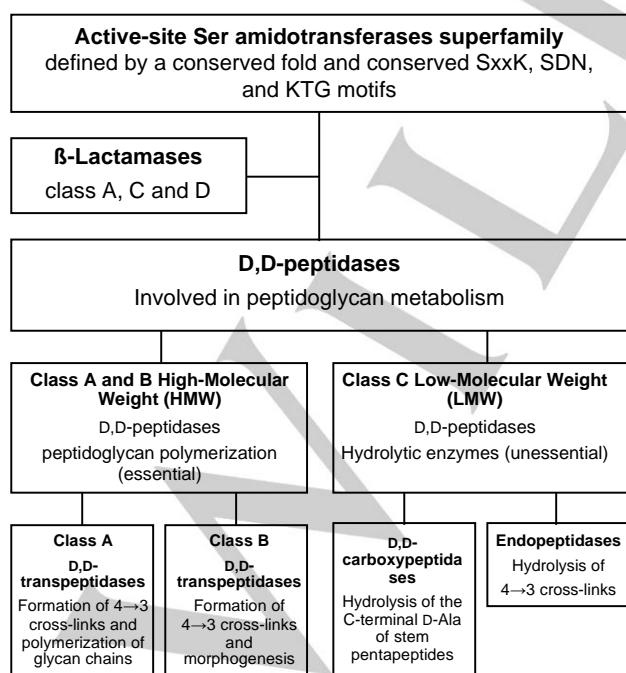 Active-site Ser amidotransferases superfamily
defined by a conserved fold and conserved SxxK, SDN,
and KTG motifs
ß-Lactamases
class A, C and D
D,D-peptidases
Involved in peptidoglycan metabolism
Class A and B High-Molecular
Weight (HMW)
D,D-peptidases
peptidoglycan polymerization
(essential)
Class C Low-Molecular Weight
(LMW)
D,D-peptidases
Hydrolytic enzymes (unessential)
Class A
D,D-
transpeptidases
Formation of 4→3
cross-links and
polymerization of
glycan chains
Class B
D,D-
transpeptidases
Formation of
4→3 cross-links
and
morphogenesis
D,D-
carboxypeptida
ses
Hydrolysis of the
C-terminal D-Ala
of stem
pentapeptides
Endopeptidases
Hydrolysis of
4→3 cross-links